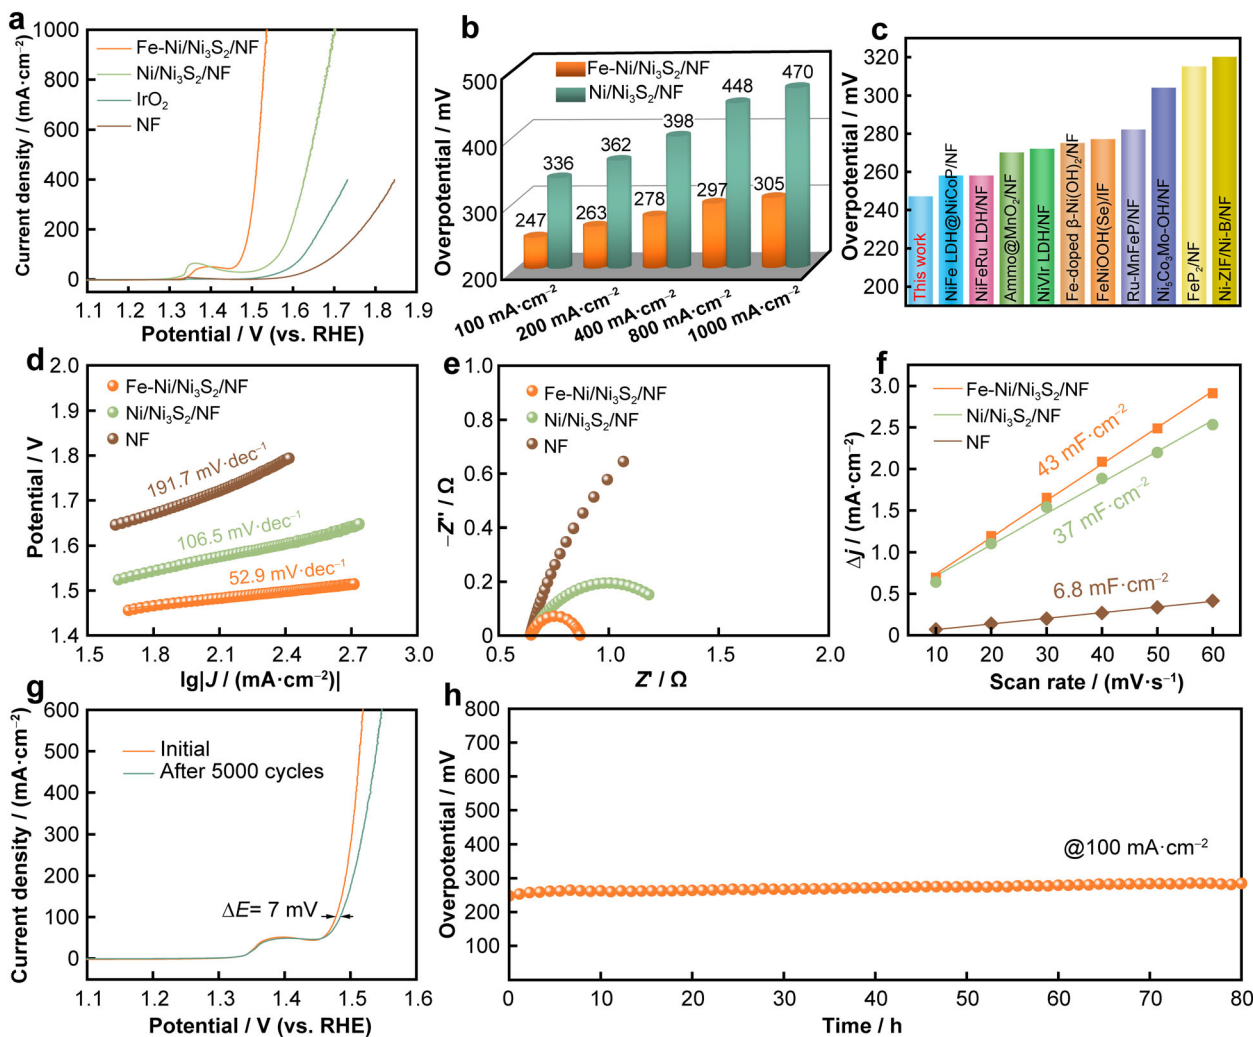 a
1000
800
600
400
200
0
1.1 1.2 1.3 1.4 1.5 1.6 1.7 1.8 1.9
Current density / (mA·cm⁻²)
Potential / V (vs. RHE)
Fe-Ni/Ni₃S₂/NF
Ni/Ni₃S₂/NF
IrO₂
NF
b
500
400
300
200
Overpotential / mV
Fe-Ni/Ni₃S₂/NF
Ni/Ni₃S₂/NF
336 362 398 448 470
247 263 278 297 305
100 mA·cm⁻²
200 mA·cm⁻²
400 mA·cm⁻²
800 mA·cm⁻²
1000 mA·cm⁻²
c
320
300
280
260
240
220
200
Overpotential / mV
This work
NiFe LDH@NiCoP/NF
NiFeRu LDH/NF
Ammo@MnO₂/NF
NiVIr LDH/NF
Fe-doped β-Ni(OH)₂/NF
FeNiOOH(Se)/IF
Ru-MnFeP/NF
Ni₅Co₃Mo-OH/NF
FeP₂/NF
Ni-ZIF/Ni-B/NF
d
2.0
1.9
1.8
1.7
1.6
1.5
1.4
1.5 1.8 2.1 2.4 2.7 3.0
Potential / V
lg|J / (mA·cm⁻²)|
Fe-Ni/Ni₃S₂/NF
Ni/Ni₃S₂/NF
NF
191.7 mV·dec⁻¹
106.5 mV·dec⁻¹
52.9 mV·dec⁻¹
e
1.0
0.8
0.6
0.4
0.2
0
0 0.5 1.0 1.5 2.0
−Z'' / Ω
Z' / Ω
Fe-Ni/Ni₃S₂/NF
Ni/Ni₃S₂/NF
NF
f
3.0
2.5
2.0
1.5
1.0
0.5
0
10 20 30 40 50 60
Δj / (mA·cm⁻²)
Scan rate / (mV·s⁻¹)
Fe-Ni/Ni₃S₂/NF
Ni/Ni₃S₂/NF
NF
43 mF·cm⁻²
37 mF·cm⁻²
6.8 mF·cm⁻²
g
600
500
400
300
200
100
0
1.1 1.2 1.3 1.4 1.5 1.6
Current density / (mA·cm⁻²)
Potential / V (vs. RHE)
Initial
After 5000 cycles
ΔE= 7 mV
h
800
700
600
500
400
300
200
100
0 10 20 30 40 50 60 70 80
Overpotential / mV
Time / h
@100 mA·cm⁻²